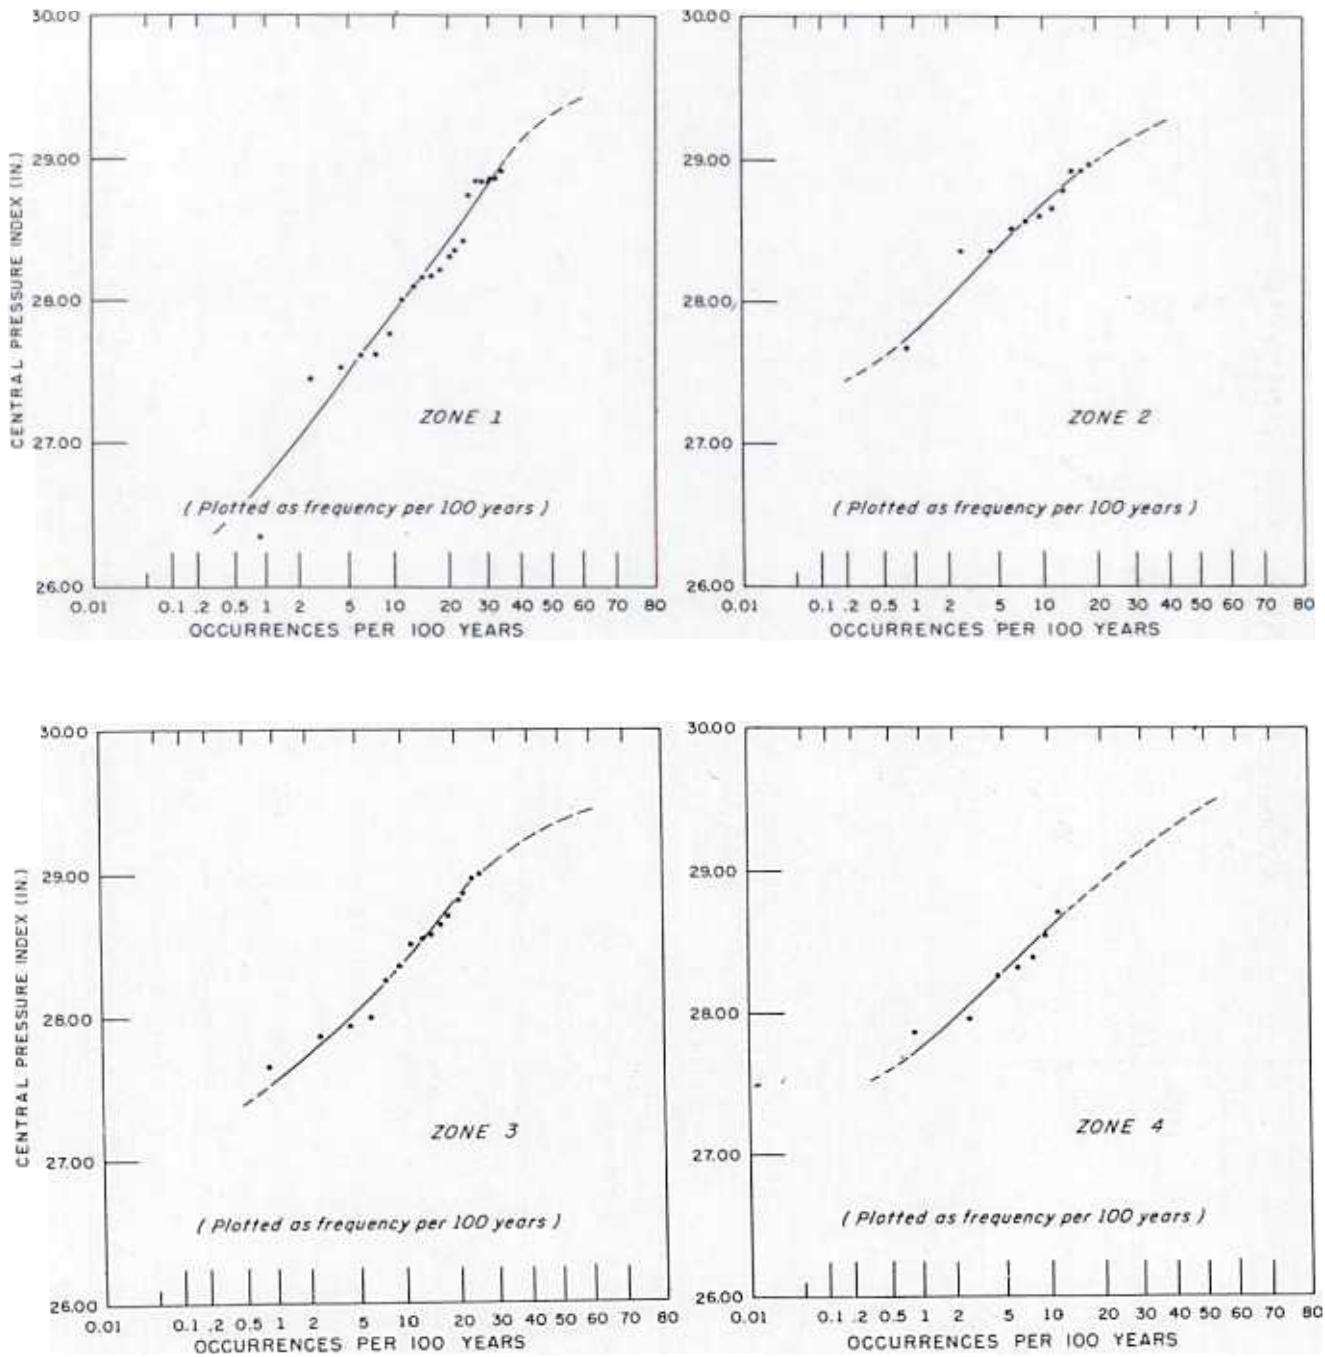 30.00
29.00
28.00
27.00
26.00
CENTRAL PRESSURE INDEX (IN.)
ZONE 1
( Plotted as frequency per 100 years )
0.01 0.1 .2 0.5 1 2 5 10 20 30 40 50 60 70 80
OCCURRENCES PER 100 YEARS
30.00
29.00
28.00
27.00
26.00
ZONE 2
( Plotted as frequency per 100 years )
0.01 0.1 .2 0.5 1 2 5 10 20 30 40 50 60 70 80
OCCURRENCES PER 100 YEARS
30.00
29.00
28.00
27.00
26.00
CENTRAL PRESSURE INDEX (IN.)
ZONE 3
( Plotted as frequency per 100 years )
0.01 0.1 .2 0.5 1 2 5 10 20 30 40 50 60 70 80
OCCURRENCES PER 100 YEARS
30.00
29.00
28.00
27.00
26.00
ZONE 4
( Plotted as frequency per 100 years )
0.01 0.1 .2 0.5 1 2 5 10 20 30 40 50 60 70 80
OCCURRENCES PER 100 YEARS